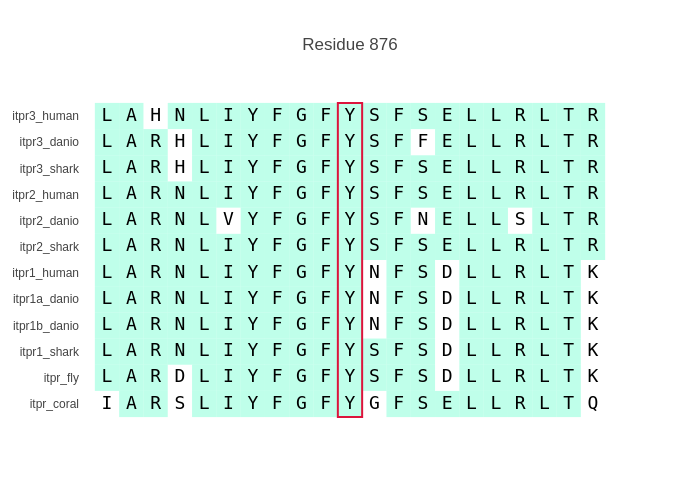 Residue 876
itpr3_human L A H N L I Y F G F Y S F S E L L R L T R
itpr3_danio L A R H L I Y F G F Y S F F E L L R L T R
itpr3_shark L A R H L I Y F G F Y S F S E L L R L T R
itpr2_human L A R N L I Y F G F Y S F S E L L R L T R
itpr2_danio L A R N L V Y F G F Y S F N E L L S L T R
itpr2_shark L A R N L I Y F G F Y S F S E L L R L T R
itpr1_human L A R N L I Y F G F Y N F S D L L R L T K
itpr1a_danio L A R N L I Y F G F Y N F S D L L R L T K
itpr1b_danio L A R N L I Y F G F Y N F S D L L R L T K
itpr1_shark L A R N L I Y F G F Y S F S D L L R L T K
itpr_fly L A R D L I Y F G F Y S F S D L L R L T K
itpr_coral I A R S L I Y F G F Y G F S E L L R L T Q